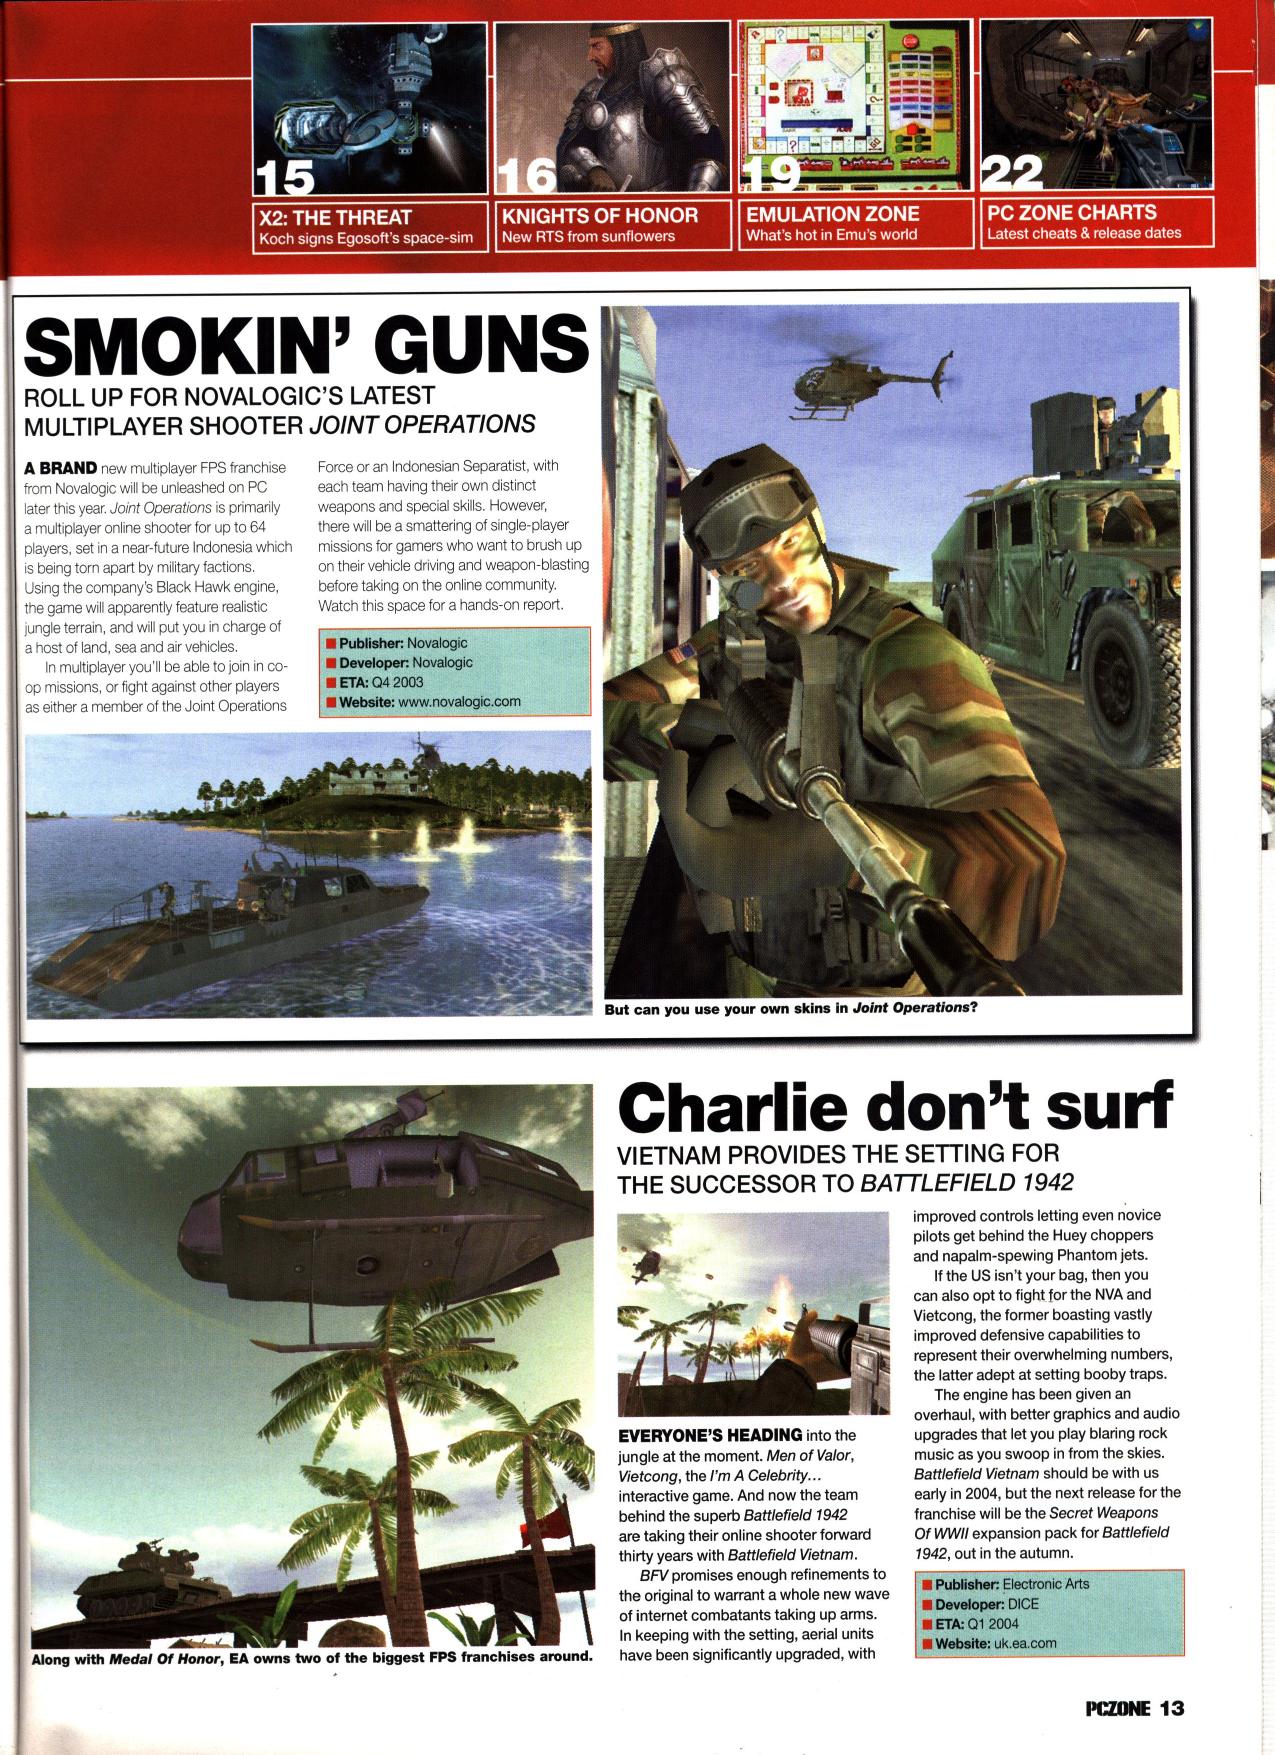 15
X2: THE THREAT
Koch signs Egosoft's space-sim
16
KNIGHTS OF HONOR
New RTS from sunflowers
19
EMULATION ZONE
What's hot in Emu's world
22
PC ZONE CHARTS
Latest cheats & release dates
SMOKIN' GUNS
ROLL UP FOR NOVALOGIC'S LATEST
MULTIPLAYER SHOOTER JOINT OPERATIONS
A BRAND new multiplayer FPS franchise
from Novalogic will be unleashed on PC
later this year. Joint Operations is primarily
a multiplayer online shooter for up to 64
players, set in a near-future Indonesia which
is being torn apart by military factions.
Using the company's Black Hawk engine,
the game will apparently feature realistic
jungle terrain, and will put you in charge of
a host of land, sea and air vehicles.
In multiplayer you'll be able to join in co-
op missions, or fight against other players
as either a member of the Joint Operations
Force or an Indonesian Separatist, with
each team having their own distinct
weapons and special skills. However,
there will be a smattering of single-player
missions for gamers who want to brush up
on their vehicle driving and weapon-blasting
before taking on the online community.
Watch this space for a hands-on report.
Publisher: Novalogic
Developer: Novalogic
ETA: Q4 2003
Website: www.novalogic.com
But can you use your own skins in Joint Operations?
Charlie don't surf
VIETNAM PROVIDES THE SETTING FOR
THE SUCCESSOR TO BATTLEFIELD 1942
EVERYONE'S HEADING into the
jungle at the moment. Men of Valor,
Vietcong, the I'm A Celebrity...
interactive game. And now the team
behind the superb Battlefield 1942
are taking their online shooter forward
thirty years with Battlefield Vietnam.
BFV promises enough refinements to
the original to warrant a whole new wave
of internet combatants taking up arms.
In keeping with the setting, aerial units
have been significantly upgraded, with
improved controls letting even novice
pilots get behind the Huey choppers
and napalm-spewing Phantom jets.
If the US isn't your bag, then you
can also opt to fight for the NVA and
Vietcong, the former boasting vastly
improved defensive capabilities to
represent their overwhelming numbers,
the latter adept at setting booby traps.
The engine has been given an
overhaul, with better graphics and audio
upgrades that let you play blaring rock
music as you swoop in from the skies.
Battlefield Vietnam should be with us
early in 2004, but the next release for the
franchise will be the Secret Weapons
Of WWII expansion pack for Battlefield
1942, out in the autumn.
Publisher: Electronic Arts
Developer: DICE
ETA: Q1 2004
Website: uk.ea.com
Along with Medal Of Honor, EA owns two of the biggest FPS franchises around.
PCZONE 13